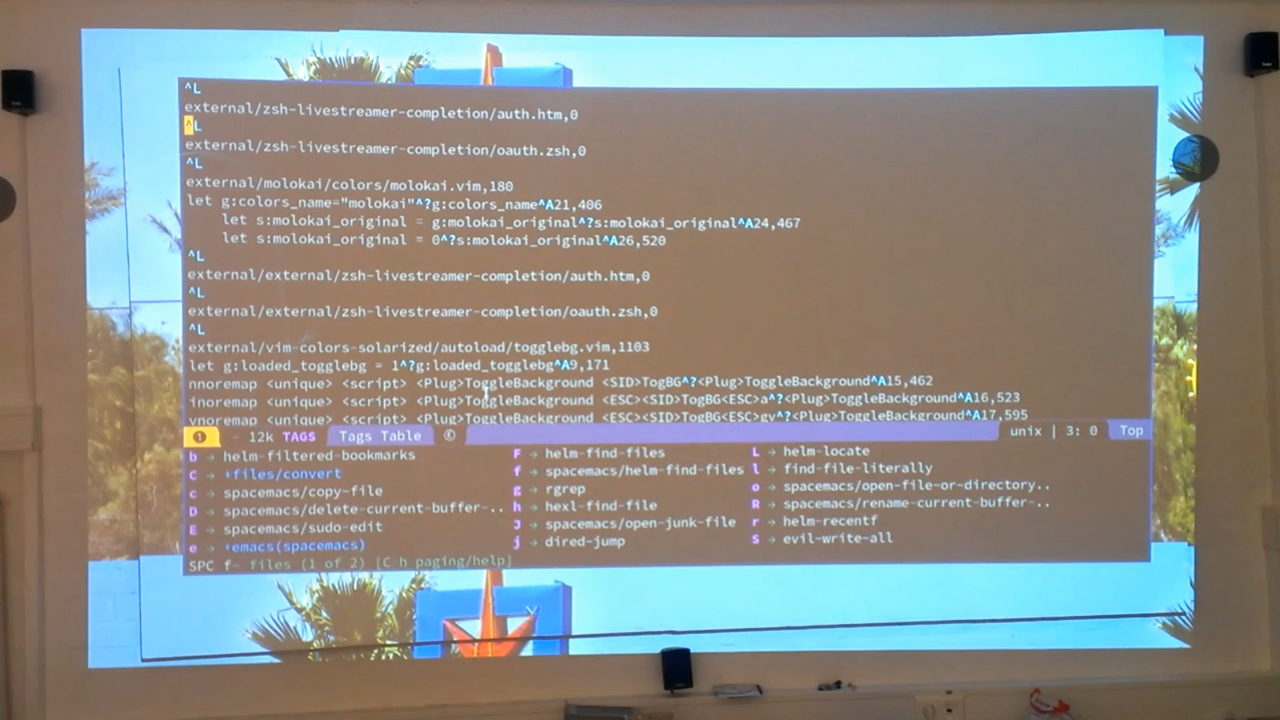 ^L
external/zsh-livestreamer-completion/auth.htm,0
^L
external/zsh-livestreamer-completion/oauth.zsh,0
^L
external/molokai/colors/molokai.vim,180
let g:colors_name="molokai"^?g:colors_name^A21,406
let s:molokai_original = g:molokai_original^?s:molokai_original^A24,467
let s:molokai_original = 0^?s:molokai_original^A26,520
^L
external/external/zsh-livestreamer-completion/auth.htm,0
^L
external/external/zsh-livestreamer-completion/oauth.zsh,0
^L
external/vim-colors-solarized/autoload/togglebg.vim,1103
let g:loaded_togglebg = 1^?g:loaded_togglebg^A9,171
nnoremap <unique> <script> <Plug>ToggleBackground <SID>TogBG^?<Plug>ToggleBackground^A15,462
inoremap <unique> <script> <Plug>ToggleBackground <ESC><SID>TogBG<ESC>a^?<Plug>ToggleBackground^A16,523
vnoremap <unique> <script> <Plug>ToggleBackground <ESC><SID>TogBG<ESC>gv^?<Plug>ToggleBackground^A17,595
❶ - 12k TAGS Tags Table © unix | 3: 0 Top
b → helm-filtered-bookmarks F → helm-find-files L → helm-locate
C → +files/convert f → spacemacs/helm-find-files l → find-file-literally
c → spacemacs/copy-file g → rgrep o → spacemacs/open-file-or-directory..
D → spacemacs/delete-current-buffer-.. h → hexl-find-file R → spacemacs/rename-current-buffer-..
E → spacemacs/sudo-edit J → spacemacs/open-junk-file r → helm-recentf
e → +emacs(spacemacs) j → dired-jump S → evil-write-all
SPC f- files (1 of 2) [C-h paging/help]